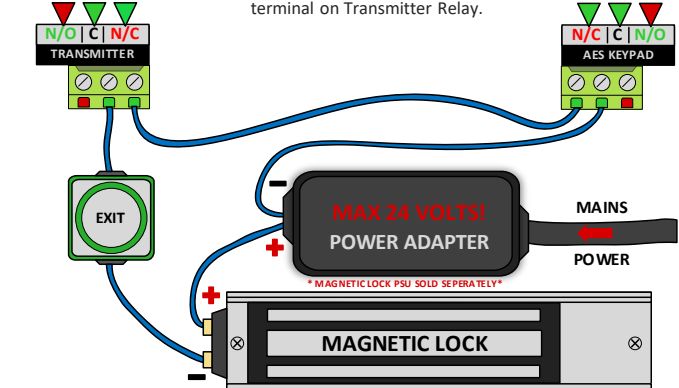 terminal on Transmitter Relay.
N/O | C | N/C
TRANSMITTER
N/C | C | N/O
AES KEYPAD
EXIT
MAX 24 VOLTS!
POWER ADAPTER
MAINS
POWER
* MAGNETIC LOCK PSU SOLD SEPERATELY*
MAGNETIC LOCK